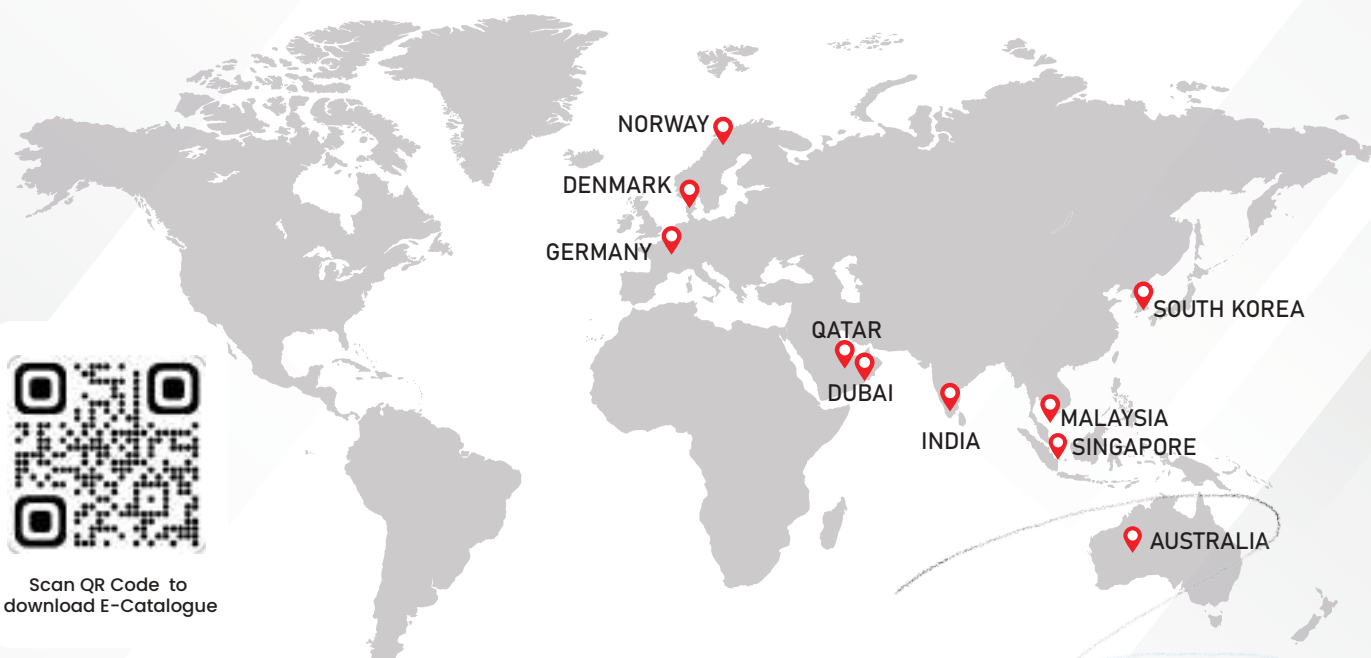 NORWAY
DENMARK
GERMANY
SOUTH KOREA
QATAR
DUBAI
MALAYSIA
INDIA
SINGAPORE
AUSTRALIA
Scan QR Code to
download E-Catalogue